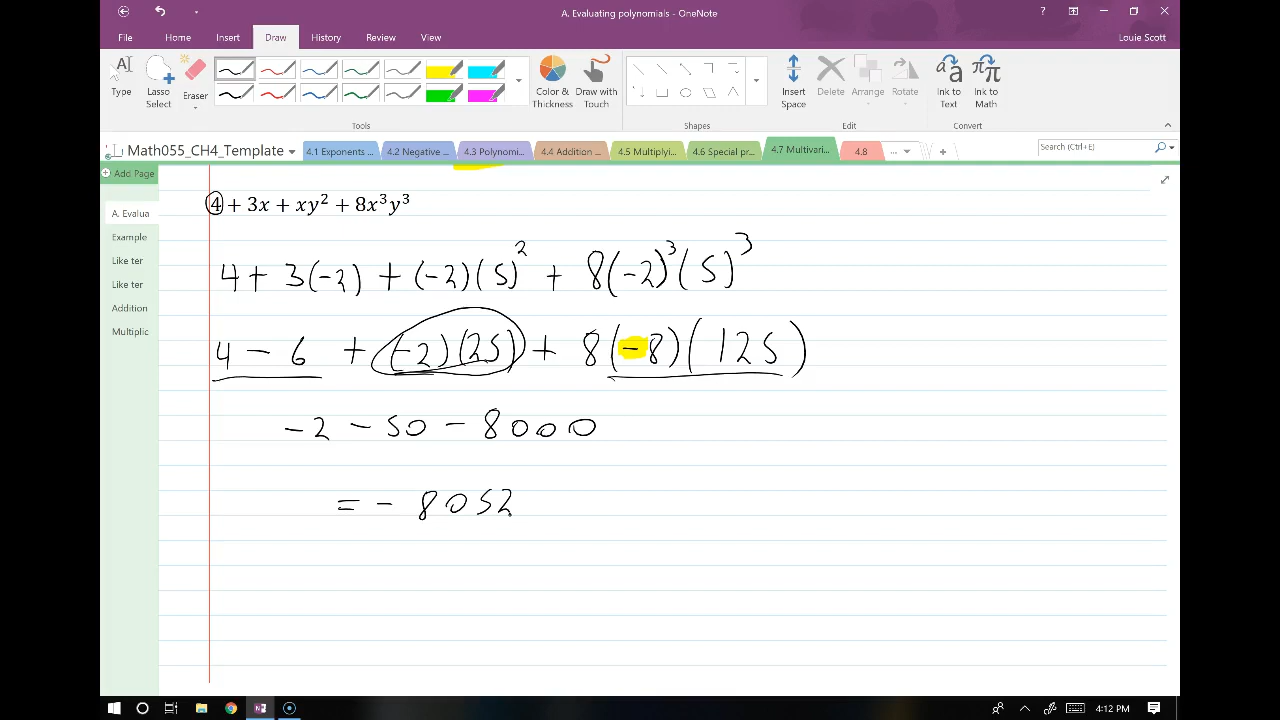 A. Evaluating polynomials - OneNote
?
File Home Insert Draw History Review View
Louie Scott
Type
Lasso Select
Eraser
Color & Thickness
Draw with Touch
Insert Space
Delete
Arrange
Rotate
Ink to Text
Ink to Math
Tools
Shapes
Edit
Convert
Math055_CH4_Template
4.1 Exponents ...
4.2 Negative ...
4.3 Polynomi...
4.4 Addition ...
4.5 Multiplyi...
4.6 Special pr...
4.7 Multivari...
4.8
...
+
Search (Ctrl+E)
Add Page
A. Evalua
Example
Like ter
Like ter
Addition
Multiplic
4 + 3x + xy² + 8x³y³
4 + 3(-2) + (-2)(5)² + 8(-2)³(5)³
4 - 6 + (-2)(25) + 8(-8)(125)
-2 - 50 - 8000
= - 8052
4:12 PM